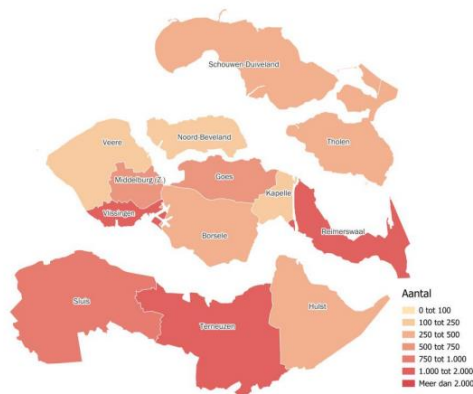 Schouwen-Duiveland
Noord-Beveland
Veere
Tholen
Middelburg (Z.)
Goes
Kapelle
Vlissingen
Reimerswaal
Borsele
Sluis
Terneuzen
Hulst
Aantal
0 tot 100
100 tot 250
250 tot 500
500 tot 750
750 tot 1.000
1.000 tot 2.000
Meer dan 2.000